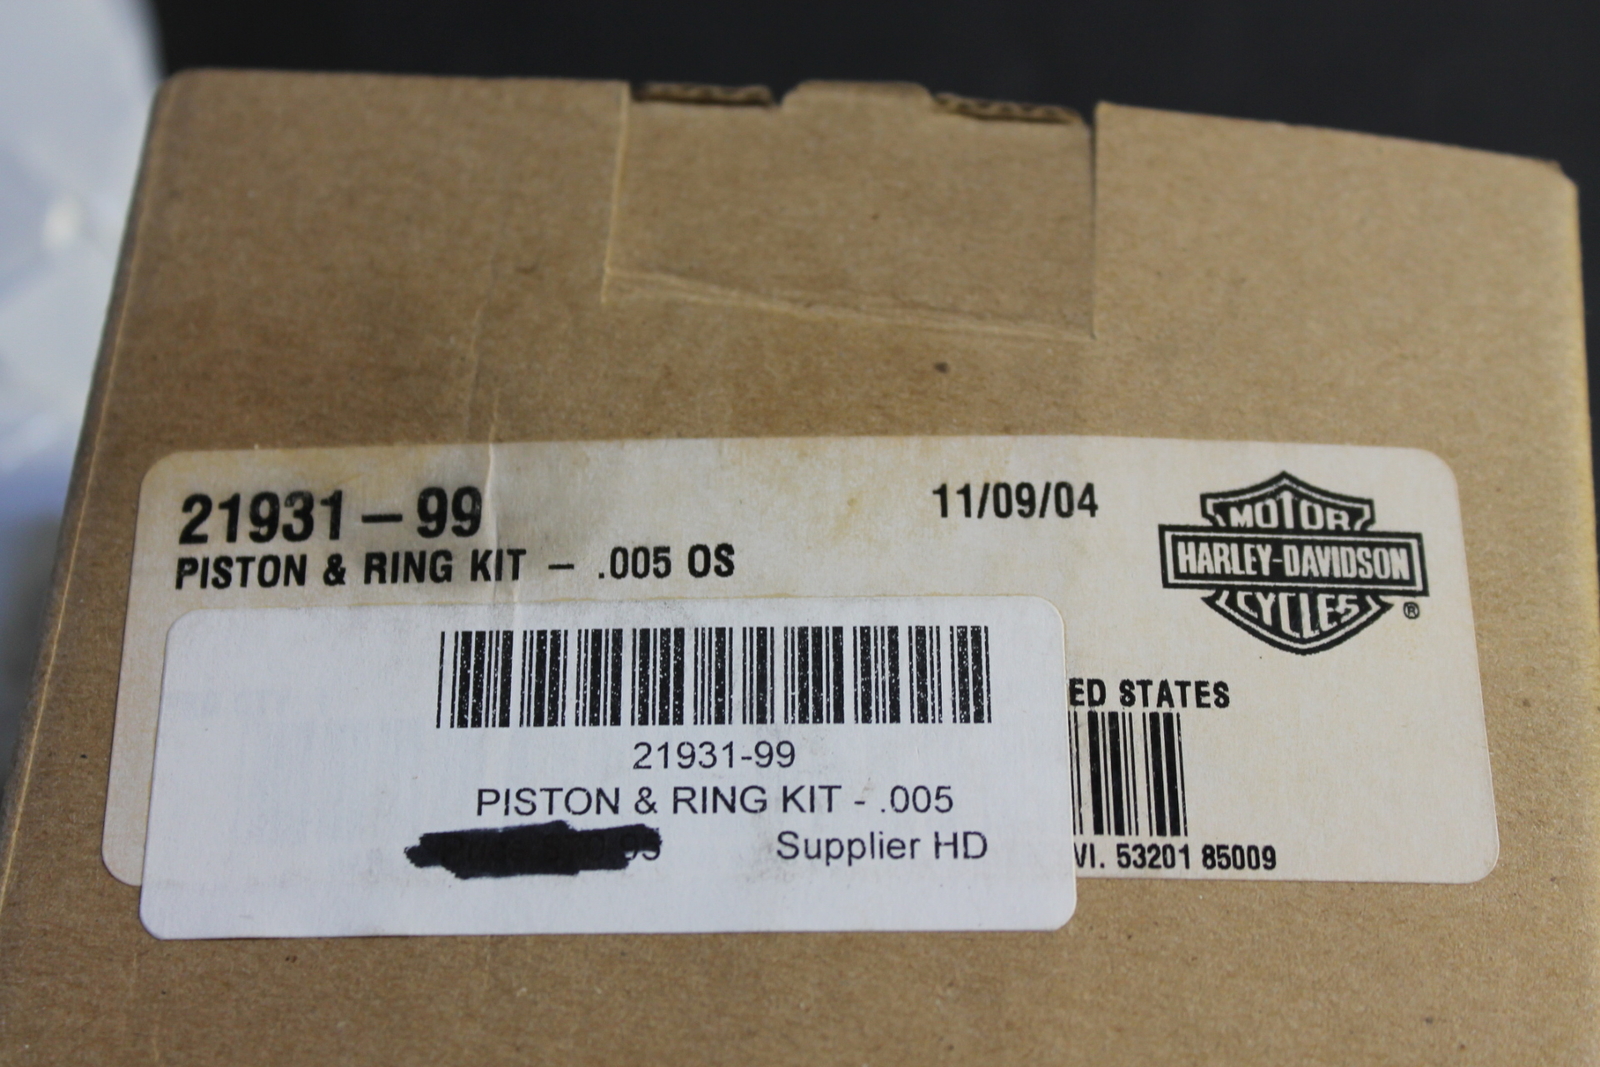 21931-99
11/09/04
PISTON & RING KIT - .005 OS
MOTOR
HARLEY-DAVIDSON
CYCLES
®
ED STATES
21931-99
PISTON & RING KIT - .005
Supplier HD
53201 85009